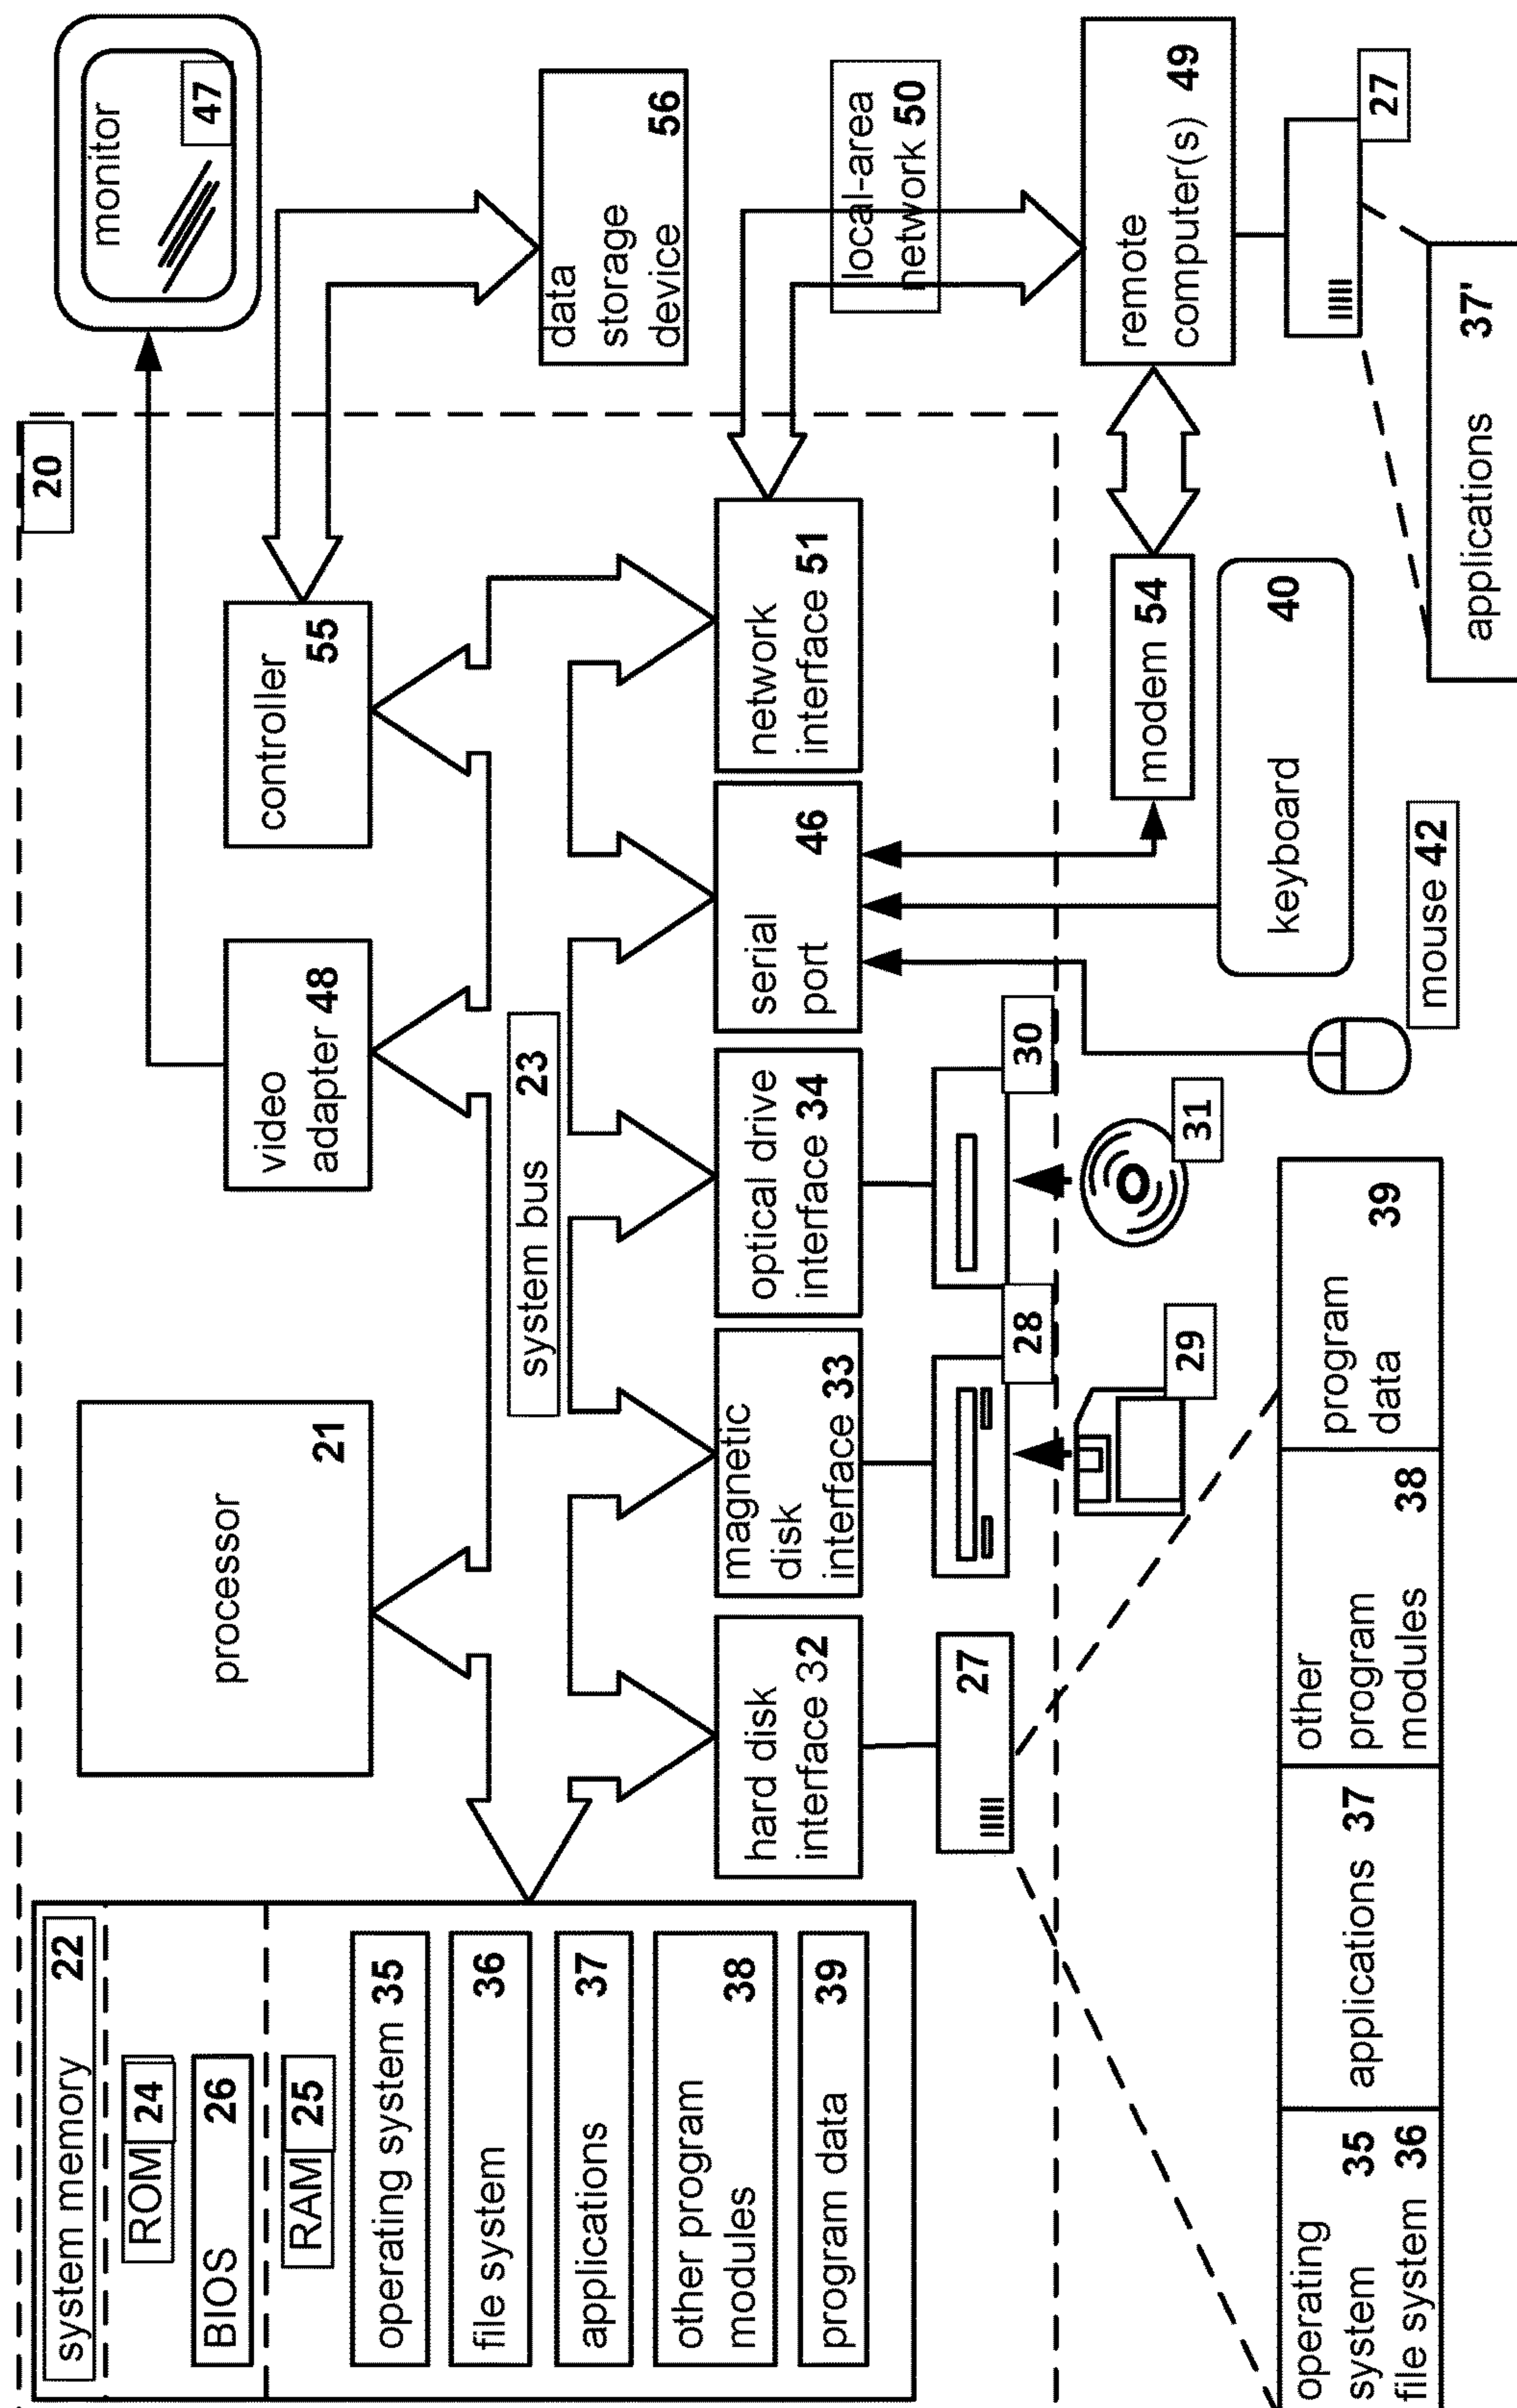 20
system memory 22
ROM 24
BIOS 26
RAM 25
operating system 35
file system 36
applications 37
other program
modules 38
program data 39
processor
21
video
adapter 48
controller
55
monitor
47
system bus 23
data
storage
device 56
hard disk
interface 32
magnetic
disk
interface 33
optical drive
interface 34
serial
port 46
network
interface 51
local-area
network 50
27
28
30
29
31
modem 54
remote
computer(s) 49
keyboard 40
mouse 42
27
operating
system 35
file system 36
applications 37
other
program
modules 38
program
data 39
applications 37'